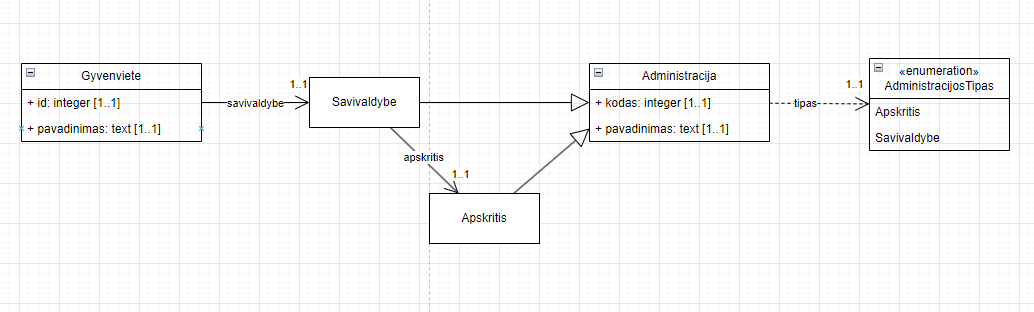 Gyvenviete
+ id: integer [1..1]
+ pavadinimas: text [1..1]
savivaldybe
1..1
Savivaldybe
apskritis
1..1
Apskritis
Administracija
+ kodas: integer [1..1]
+ pavadinimas: text [1..1]
tipas
1..1
«enumeration»
AdministracijosTipas
Apskritis
Savivaldybe